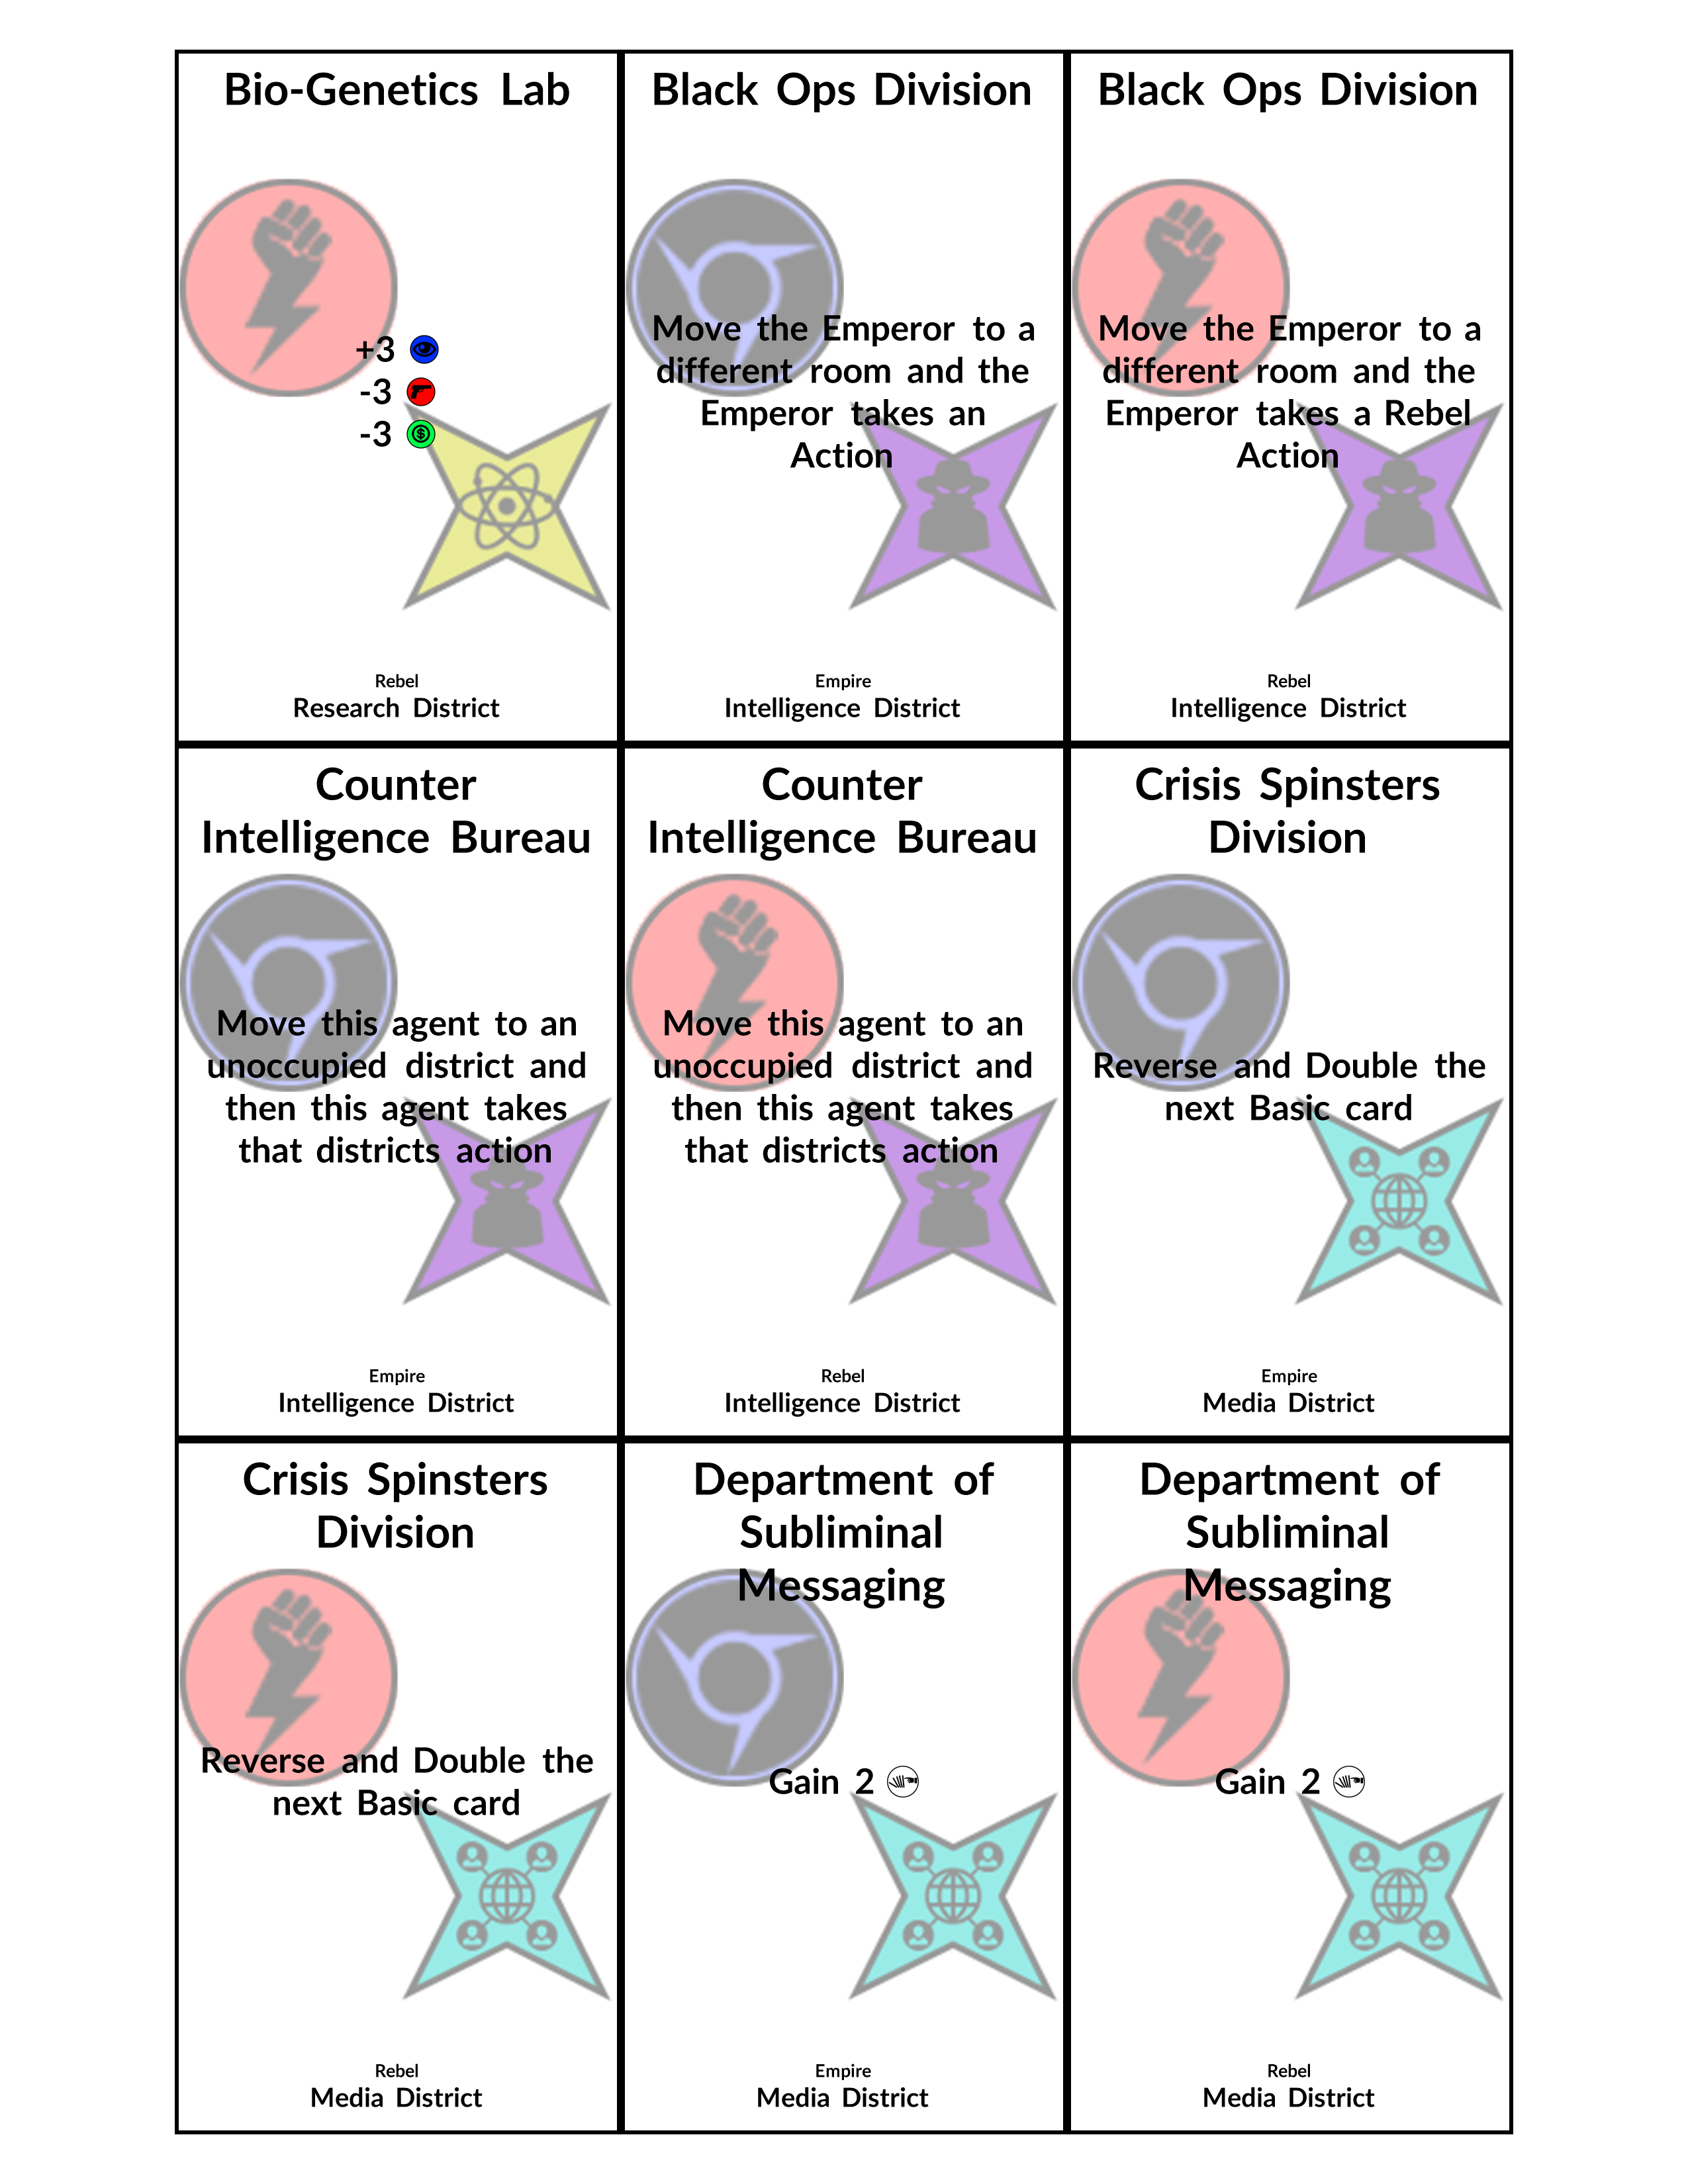 Bio-Genetics Lab
+3
-3
-3
Rebel
Research District
Black Ops Division
Move the Emperor to a
different room and the
Emperor takes an
Action
Empire
Intelligence District
Black Ops Division
Move the Emperor to a
different room and the
Emperor takes a Rebel
Action
Rebel
Intelligence District
Counter
Intelligence Bureau
Move this agent to an
unoccupied district and
then this agent takes
that districts action
Empire
Intelligence District
Counter
Intelligence Bureau
Move this agent to an
unoccupied district and
then this agent takes
that districts action
Rebel
Intelligence District
Crisis Spinsters
Division
Reverse and Double the
next Basic card
Empire
Media District
Crisis Spinsters
Division
Reverse and Double the
next Basic card
Rebel
Media District
Department of
Subliminal
Messaging
Gain 2
Empire
Media District
Department of
Subliminal
Messaging
Gain 2
Rebel
Media District